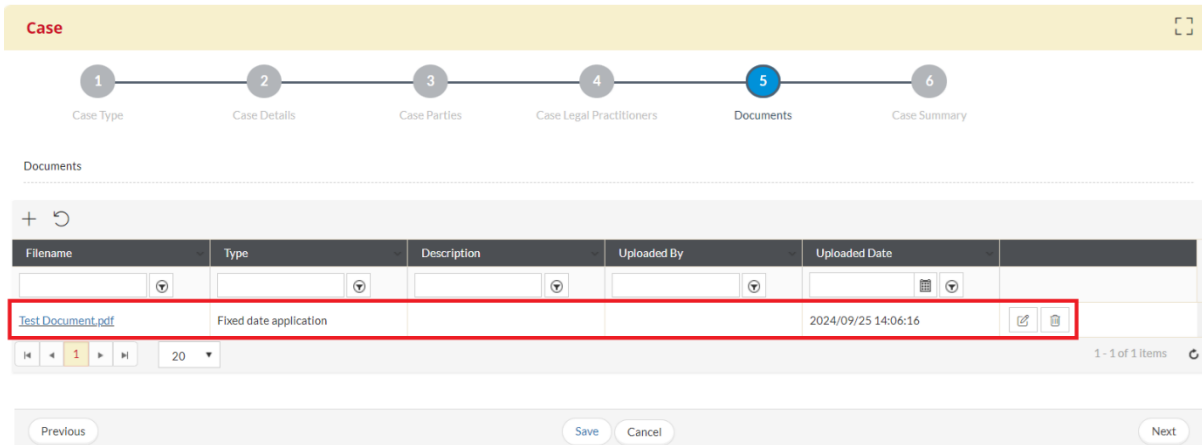 Case
1 2 3 4 5 6
Case Type Case Details Case Parties Case Legal Practitioners Documents Case Summary
Documents
Filename Type Description Uploaded By Uploaded Date
Test Document.pdf Fixed date application 2024/09/25 14:06:16
1 20 1 - 1 of 1 items
Previous Save Cancel Next